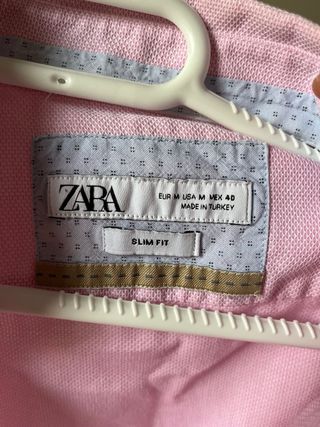 ZARA
EUR M USA M MEX 40
MADE IN TURKEY
SLIM FIT